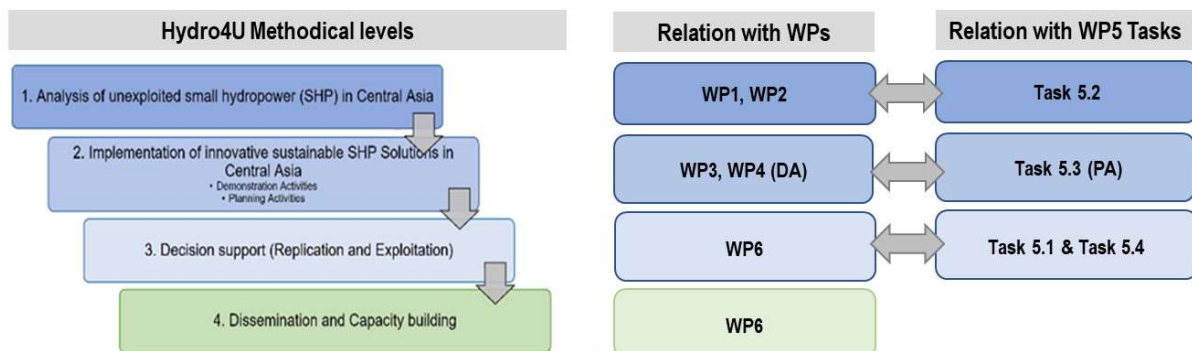 Hydro4U Methodical levels
1. Analysis of unexploited small hydropower (SHP) in Central Asia
2. Implementation of innovative sustainable SHP Solutions in
Central Asia
• Demonstration Activities
• Planning Activities
3. Decision support (Replication and Exploitation)
4. Dissemination and Capacity building
Relation with WPs
WP1, WP2
WP3, WP4 (DA)
WP6
WP6
Relation with WP5 Tasks
Task 5.2
Task 5.3 (PA)
Task 5.1 & Task 5.4